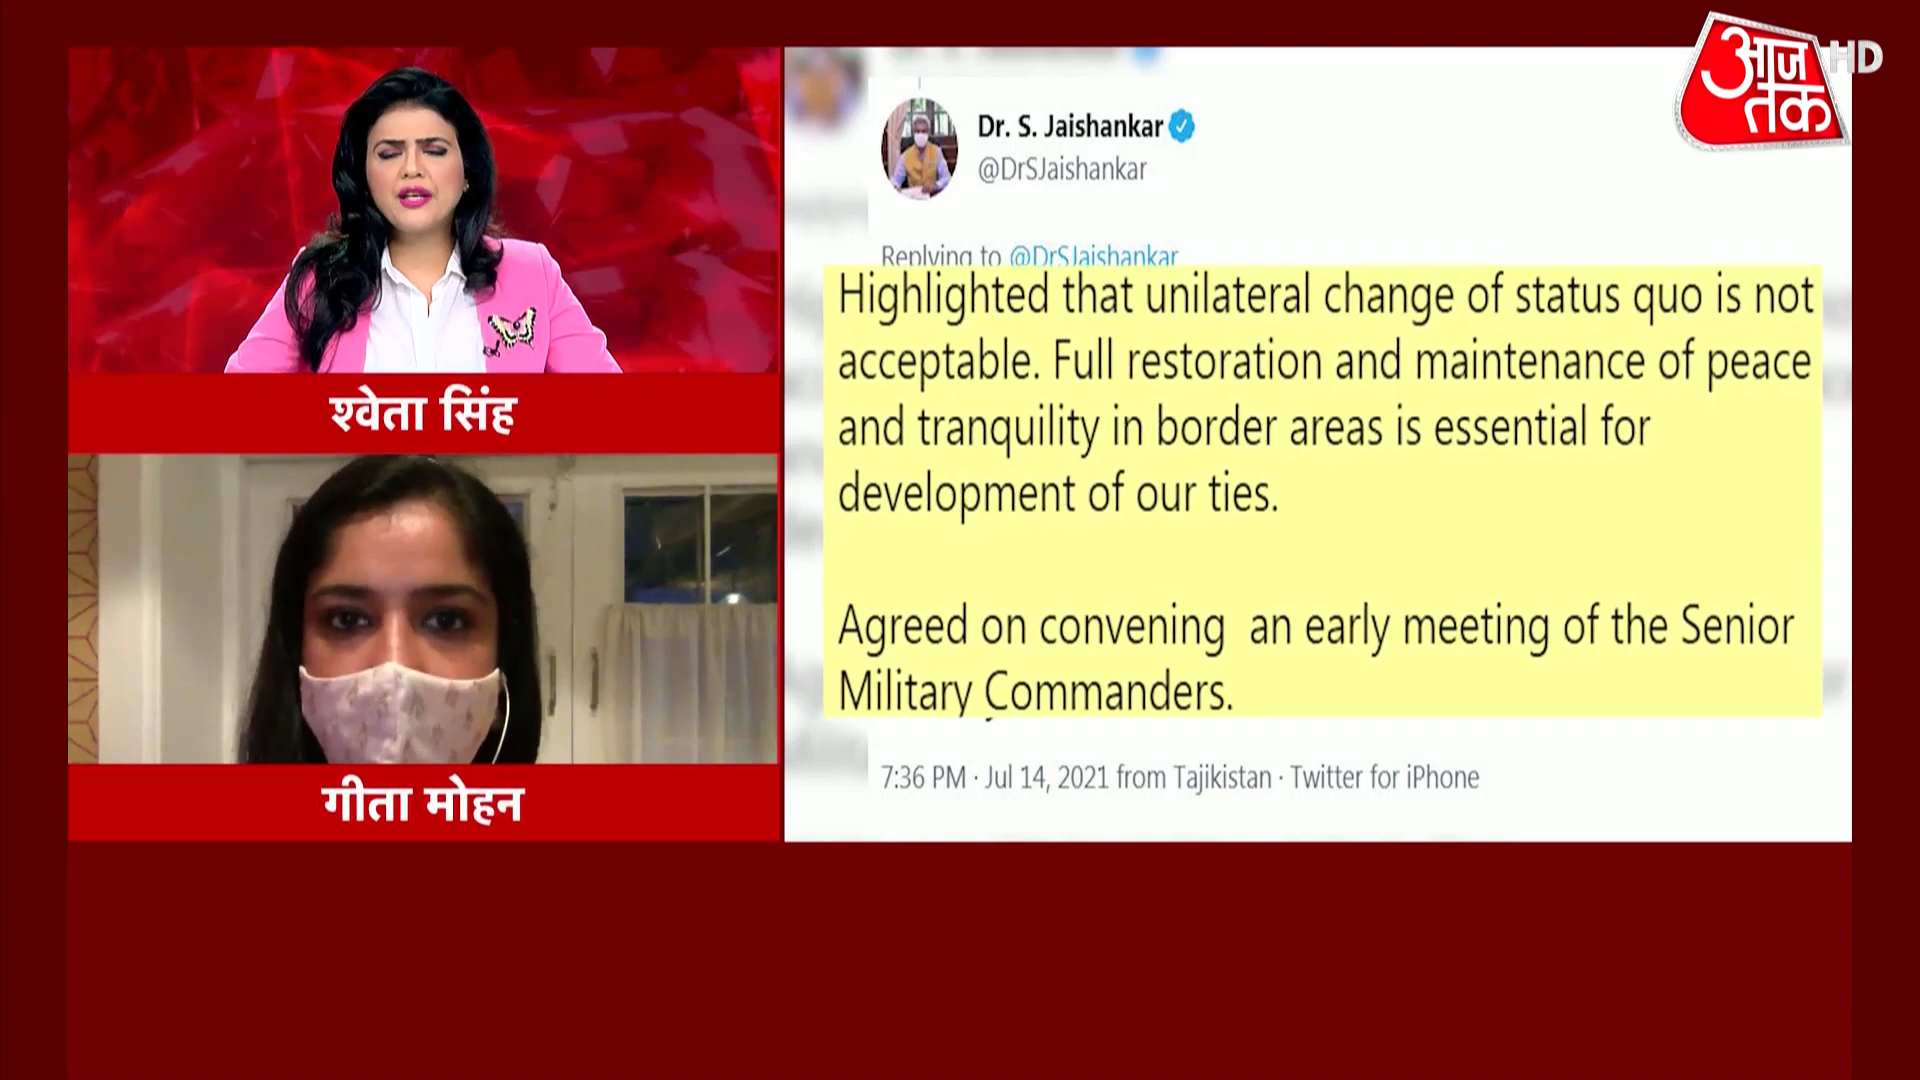 आज
तक
HD
Dr. S. Jaishankar
@DrSJaishankar
Replying to @DrSJaishankar
Highlighted that unilateral change of status quo is not
acceptable. Full restoration and maintenance of peace
and tranquility in border areas is essential for
development of our ties.
Agreed on convening an early meeting of the Senior
Military Commanders.
7:36 PM · Jul 14, 2021 from Tajikistan · Twitter for iPhone
श्वेता सिंह
गीता मोहन